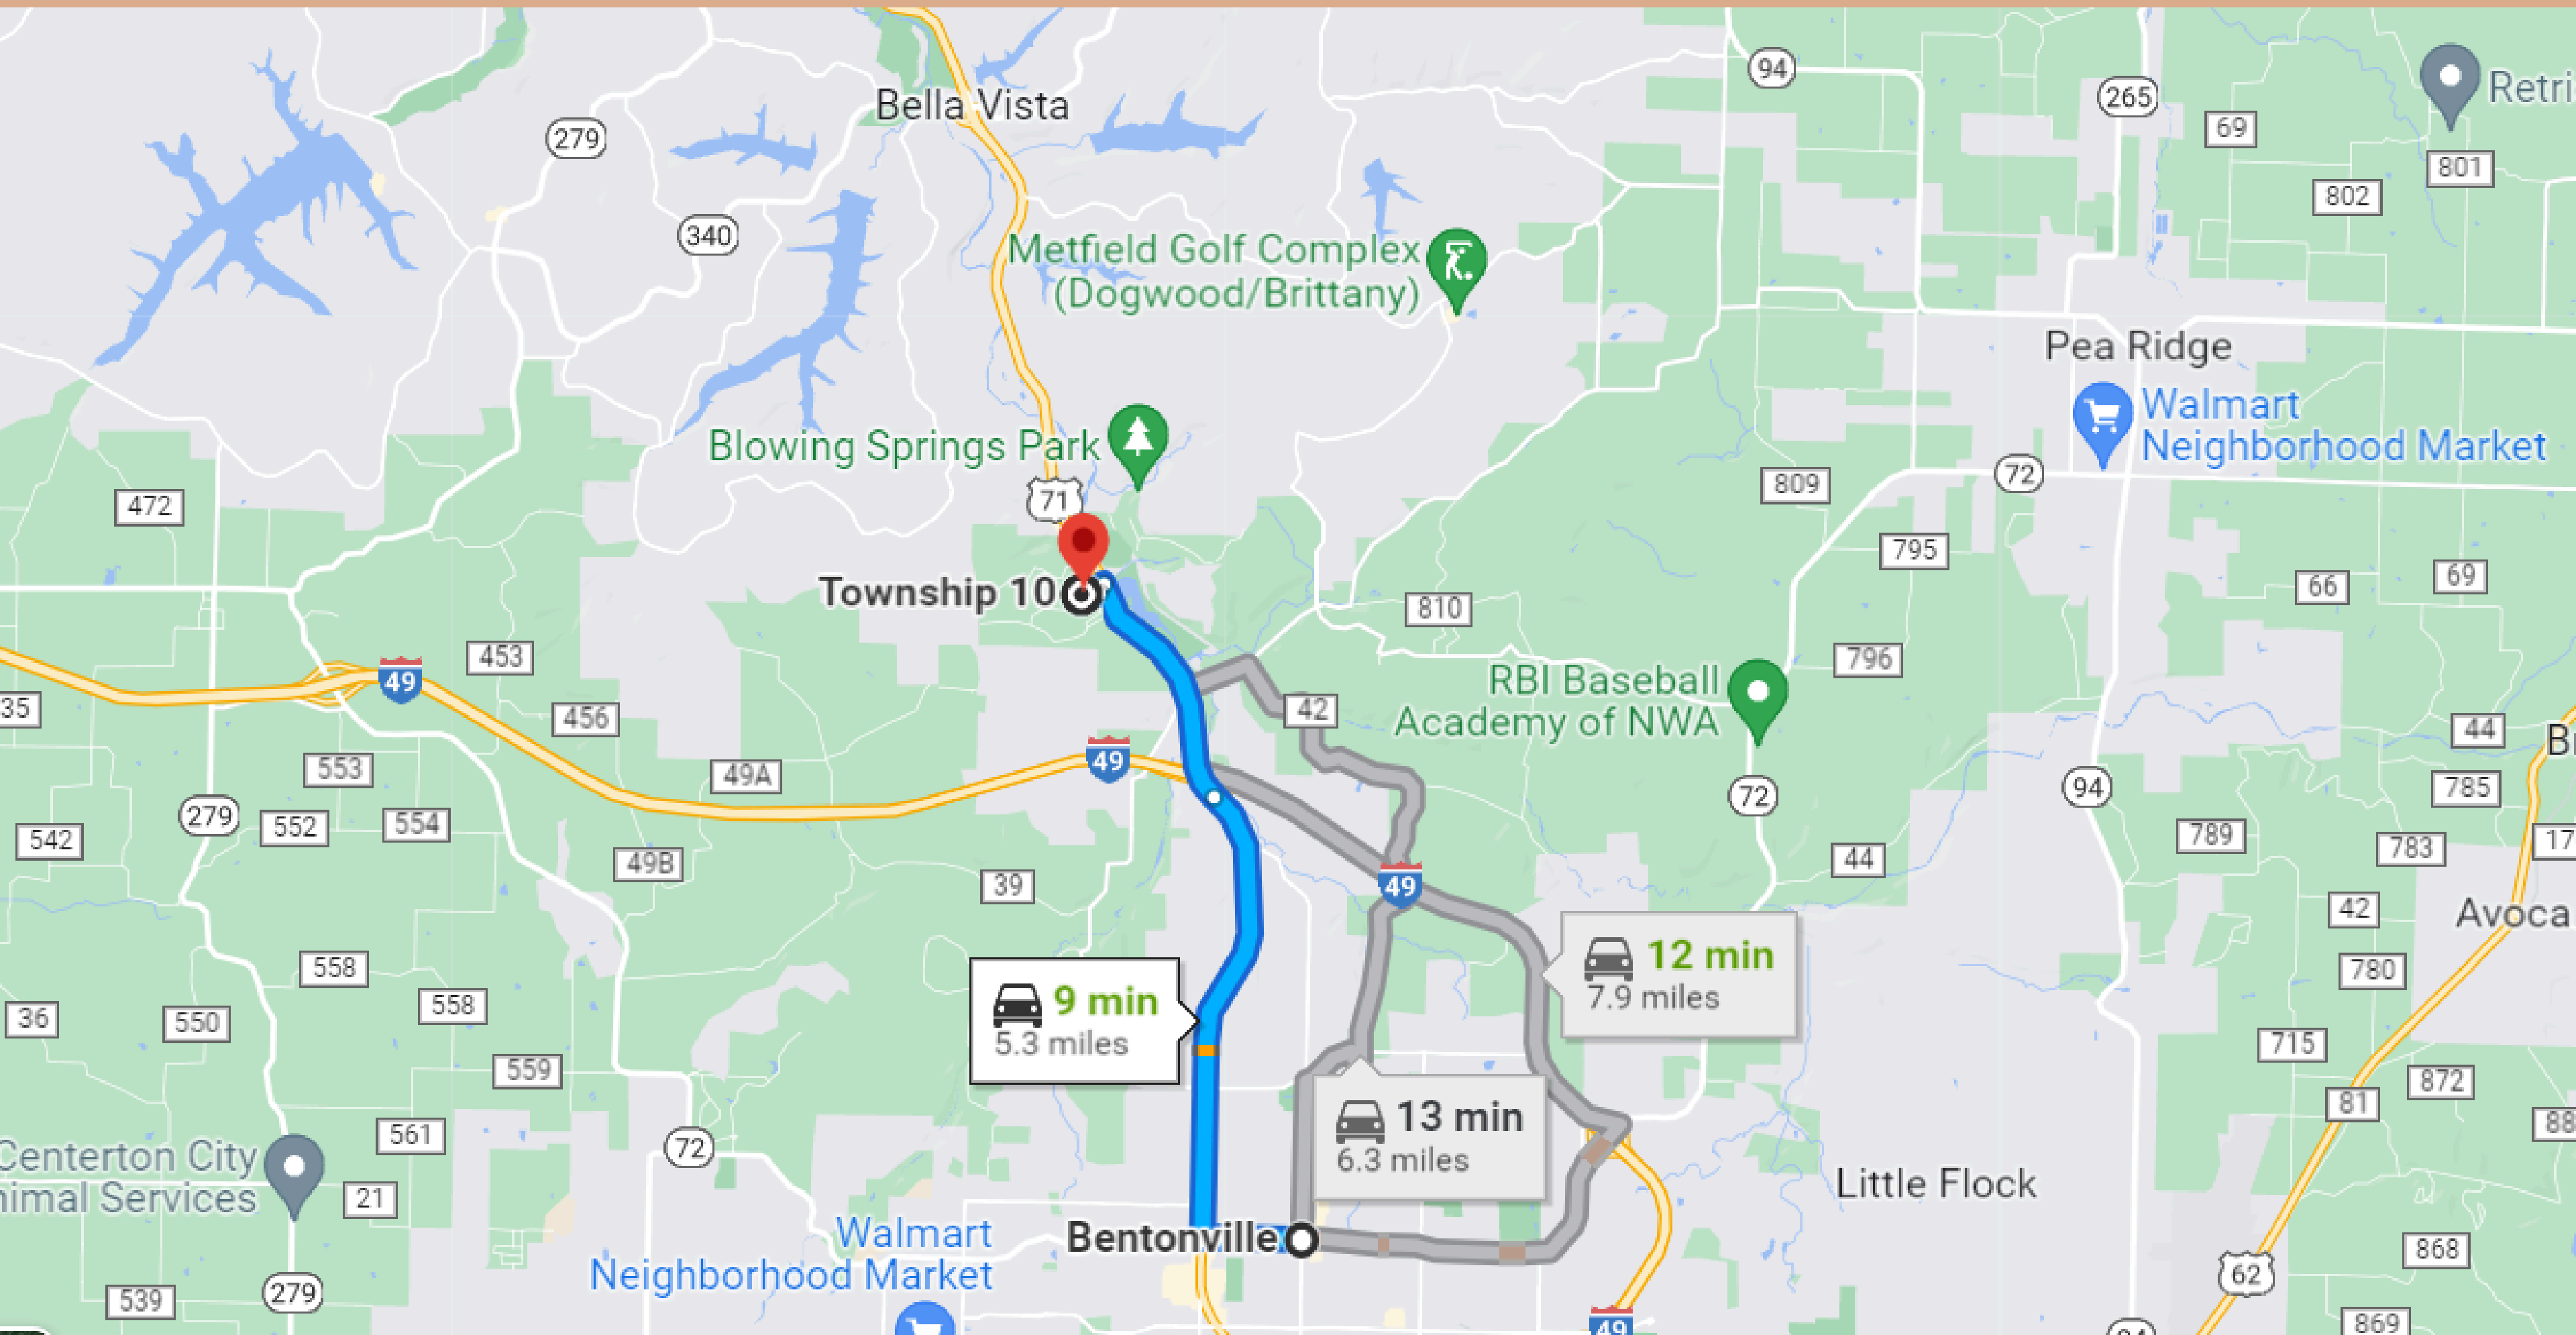 94
265
Retri
Bella Vista
69
279
801
802
340
Metfield Golf Complex
(Dogwood/Brittany)
Pea Ridge
Walmart
Neighborhood Market
Blowing Springs Park
72
809
71
472
795
Township 10
66
69
810
453
796
49
RBI Baseball
Academy of NWA
35
456
42
44
B
49
553
49A
785
94
72
279
552
554
542
789
783
17
49B
44
39
49
42
Avoca
12 min
7.9 miles
558
780
9 min
5.3 miles
558
36
550
715
559
872
81
13 min
6.3 miles
88
561
72
Centerton City
nimal Services
21
Little Flock
Walmart
Neighborhood Market
Bentonville
868
62
279
539
49
869
94